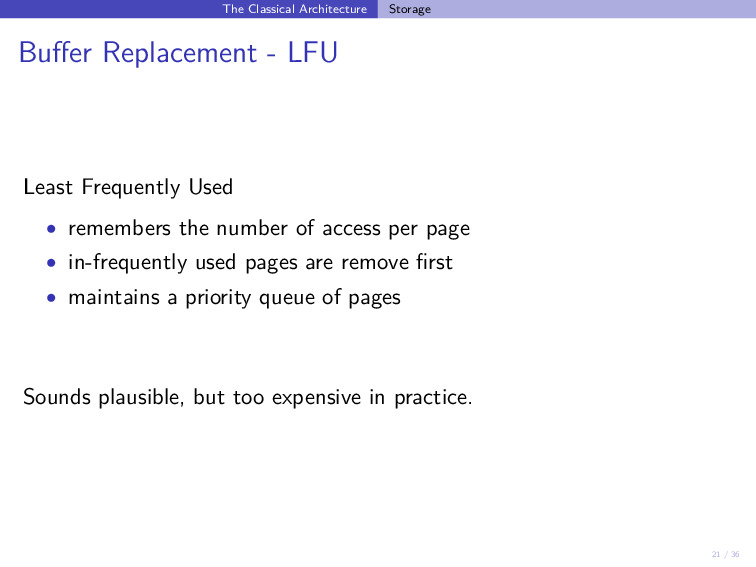 The Classical Architecture Storage
Buffer Replacement - LFU
Least Frequently Used
• remembers the number of access per page
• in-frequently used pages are remove first
• maintains a priority queue of pages
Sounds plausible, but too expensive in practice.
21 / 36